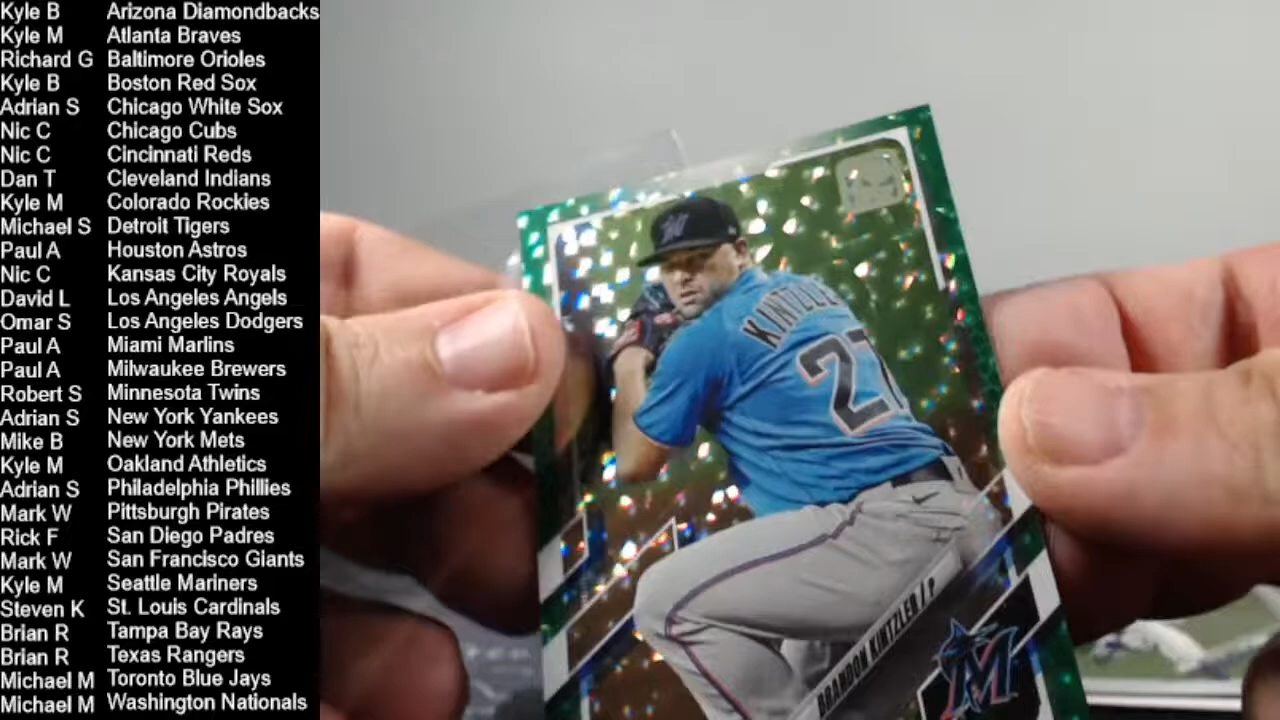 Kyle B Arizona Diamondbacks
Kyle M Atlanta Braves
Richard G Baltimore Orioles
Kyle B Boston Red Sox
Adrian S Chicago White Sox
Nic C Chicago Cubs
Nic C Cincinnati Reds
Dan T Cleveland Indians
Kyle M Colorado Rockies
Michael S Detroit Tigers
Paul A Houston Astros
Nic C Kansas City Royals
David L Los Angeles Angels
Omar S Los Angeles Dodgers
Paul A Miami Marlins
Paul A Milwaukee Brewers
Robert S Minnesota Twins
Adrian S New York Yankees
Mike B New York Mets
Kyle M Oakland Athletics
Adrian S Philadelphia Phillies
Mark W Pittsburgh Pirates
Rick F San Diego Padres
Mark W San Francisco Giants
Kyle M Seattle Mariners
Steven K St. Louis Cardinals
Brian R Tampa Bay Rays
Brian R Texas Rangers
Michael M Toronto Blue Jays
Michael M Washington Nationals
M
KINTZLE
27
BRANDON KINTZLER / P
M